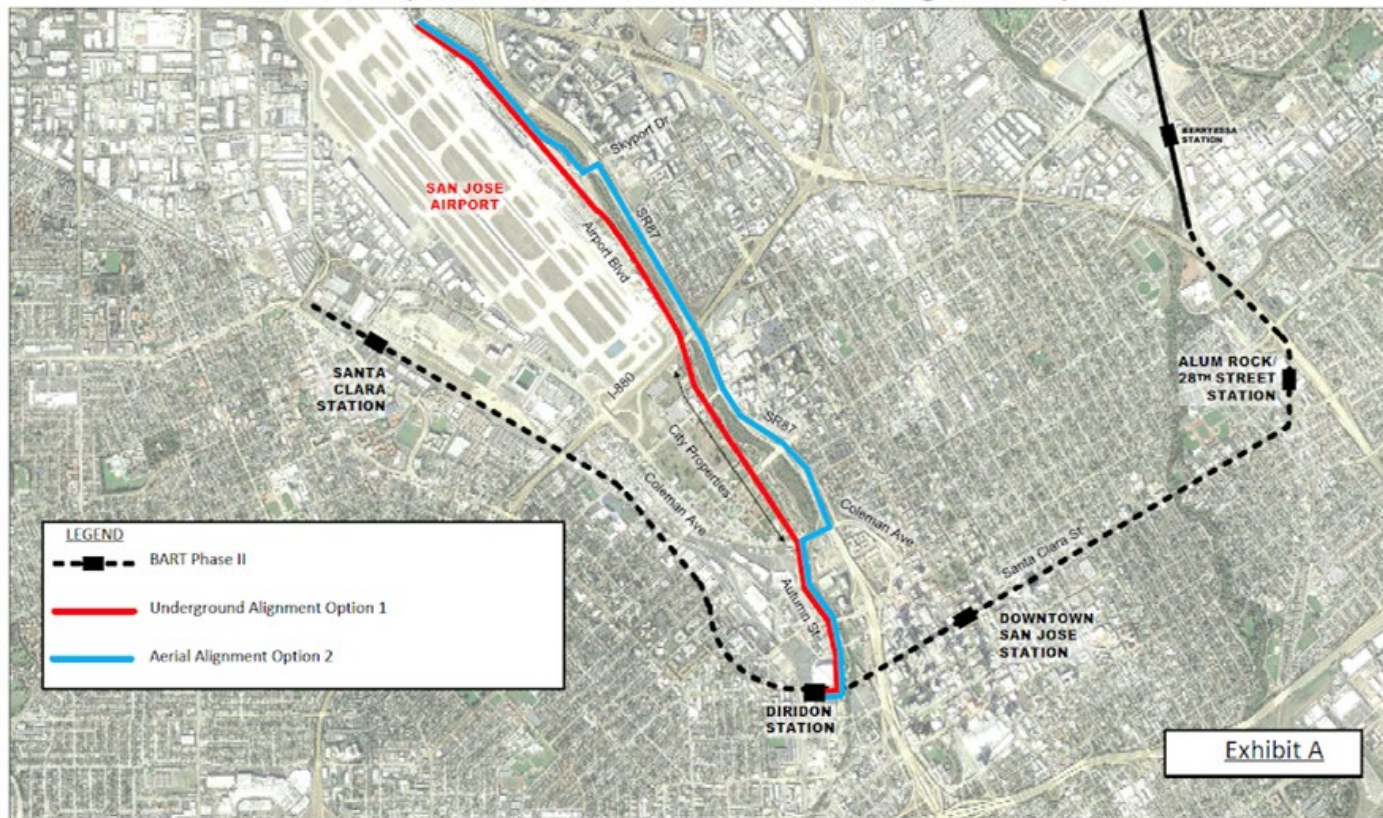 BERRYESSA
STATION
Skyport Dr
SAN JOSE
AIRPORT
SR87
Airport Blvd
SANTA
CLARA
STATION
I-880
ALUM ROCK/
28TH STREET
STATION
SR87
City Properties
Coleman Ave
Coleman Ave
Santa Clara St
Autumn St
DOWNTOWN
SAN JOSE
STATION
DIRIDON
STATION
LEGEND
BART Phase II
Underground Alignment Option 1
Aerial Alignment Option 2
Exhibit A